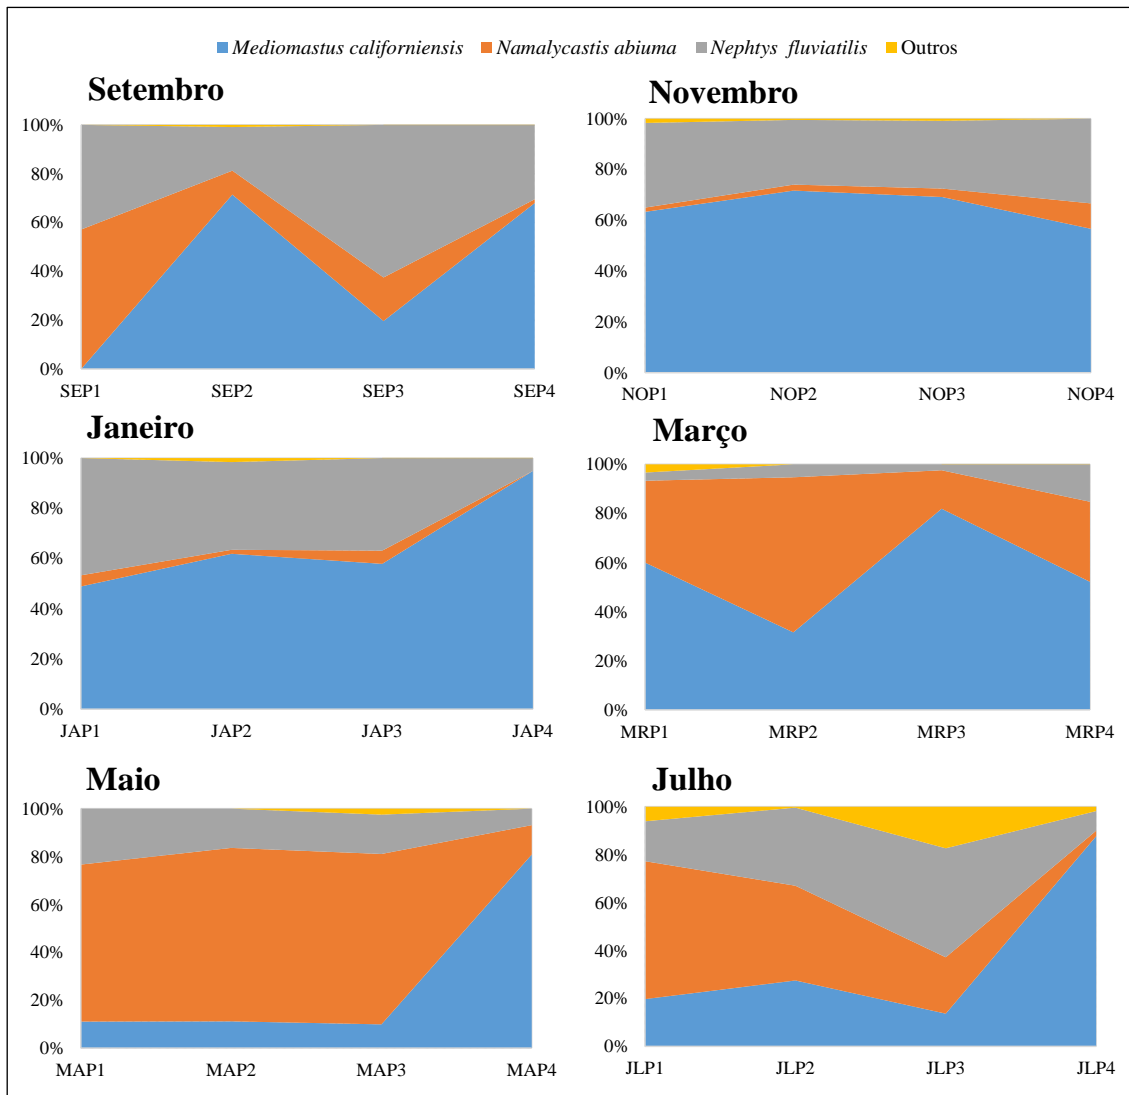 Mediomastus californiensis Namalycastis abiuma Nephtys fluviatilis Outros
Setembro
100%
80%
60%
40%
20%
0%
SEP1 SEP2 SEP3 SEP4
Novembro
100%
80%
60%
40%
20%
0%
NOP1 NOP2 NOP3 NOP4
Janeiro
100%
80%
60%
40%
20%
0%
JAP1 JAP2 JAP3 JAP4
Março
100%
80%
60%
40%
20%
0%
MRP1 MRP2 MRP3 MRP4
Maio
100%
80%
60%
40%
20%
0%
MAP1 MAP2 MAP3 MAP4
Julho
100%
80%
60%
40%
20%
0%
JLP1 JLP2 JLP3 JLP4